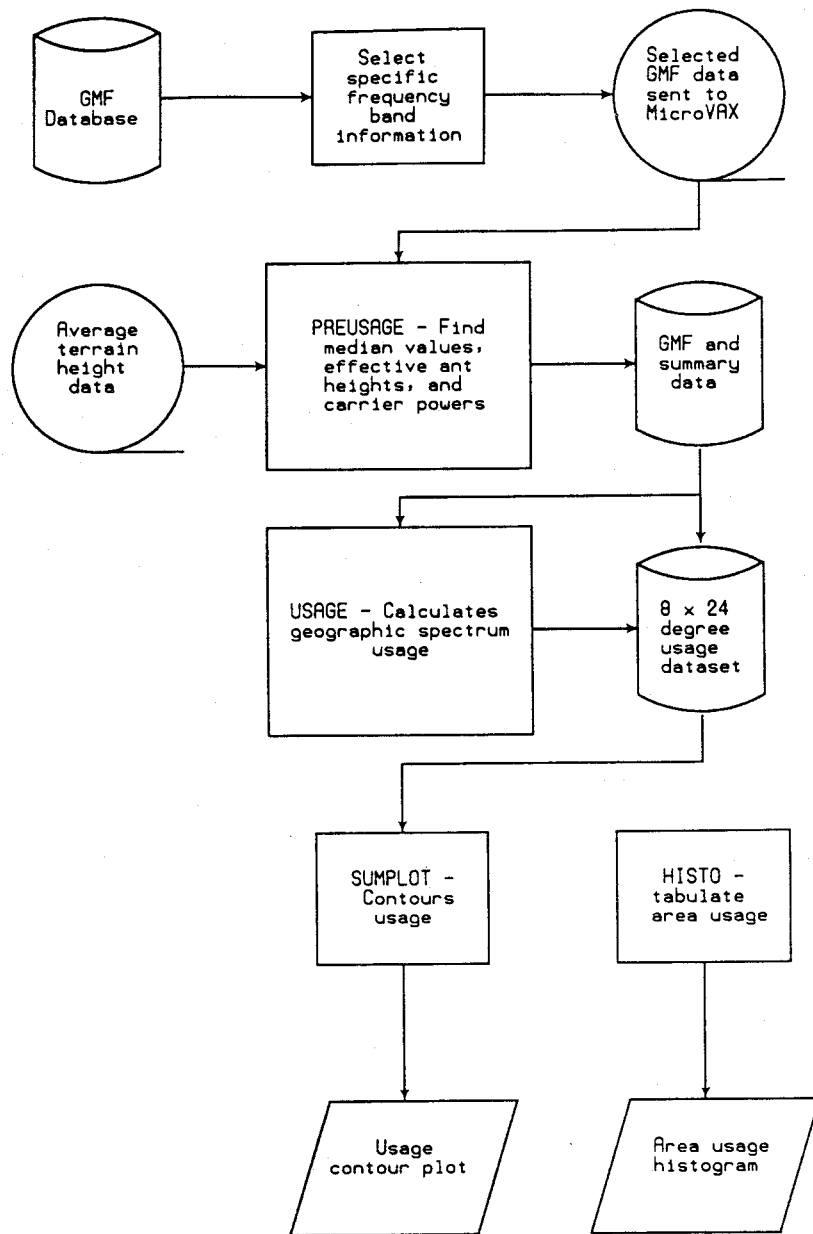 GMF
Database
Select
specific
frequency
band
information
Selected
GMF data
sent to
MicroVAX
Average
terrain
height
data
PREUSAGE - Find
median values,
effective ant
heights, and
carrier powers
GMF and
summary
data
USAGE - Calculates
geographic spectrum
usage
8 × 24
degree
usage
dataset
SUMPLOT -
Contours
usage
HISTO -
tabulate
area usage
Usage
contour plot
Area usage
histogram